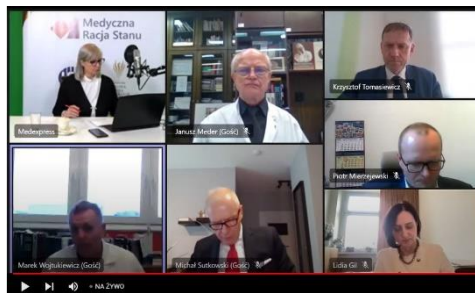 Medyczna
Racja Stanu
Medexpress
Janusz Meder (Gość)
Krzysztof Tomasiewicz
Piotr Mierzejewski
Marek Wojtukiewicz (Gość)
Michał Sutkowski (Gość)
Lidia Gil
NA ŻYWO